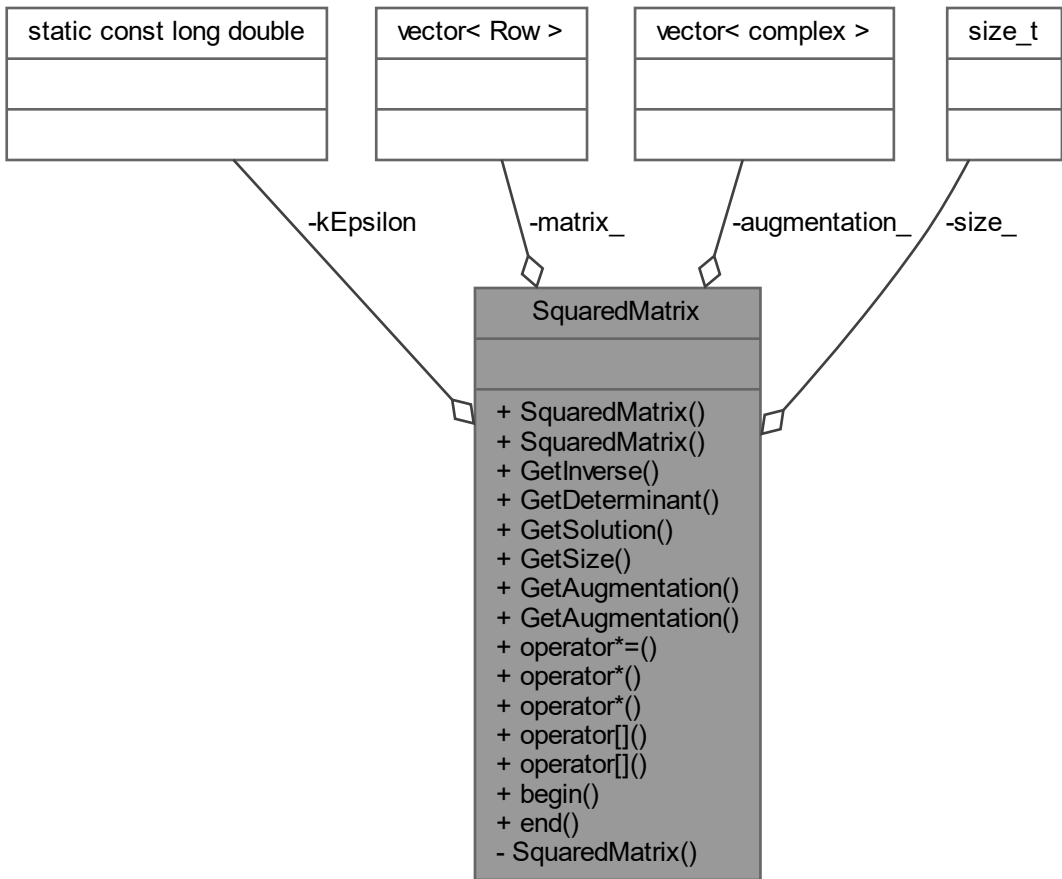 static const long double
vector< Row >
vector< complex >
size_t
-kEpsilon
-matrix_
-augmentation_
-size_
SquaredMatrix
+ SquaredMatrix()
+ SquaredMatrix()
+ GetInverse()
+ GetDeterminant()
+ GetSolution()
+ GetSize()
+ GetAugmentation()
+ GetAugmentation()
+ operator*=()
+ operator*()
+ operator*()
+ operator[]()
+ operator[]()
+ begin()
+ end()
- SquaredMatrix()